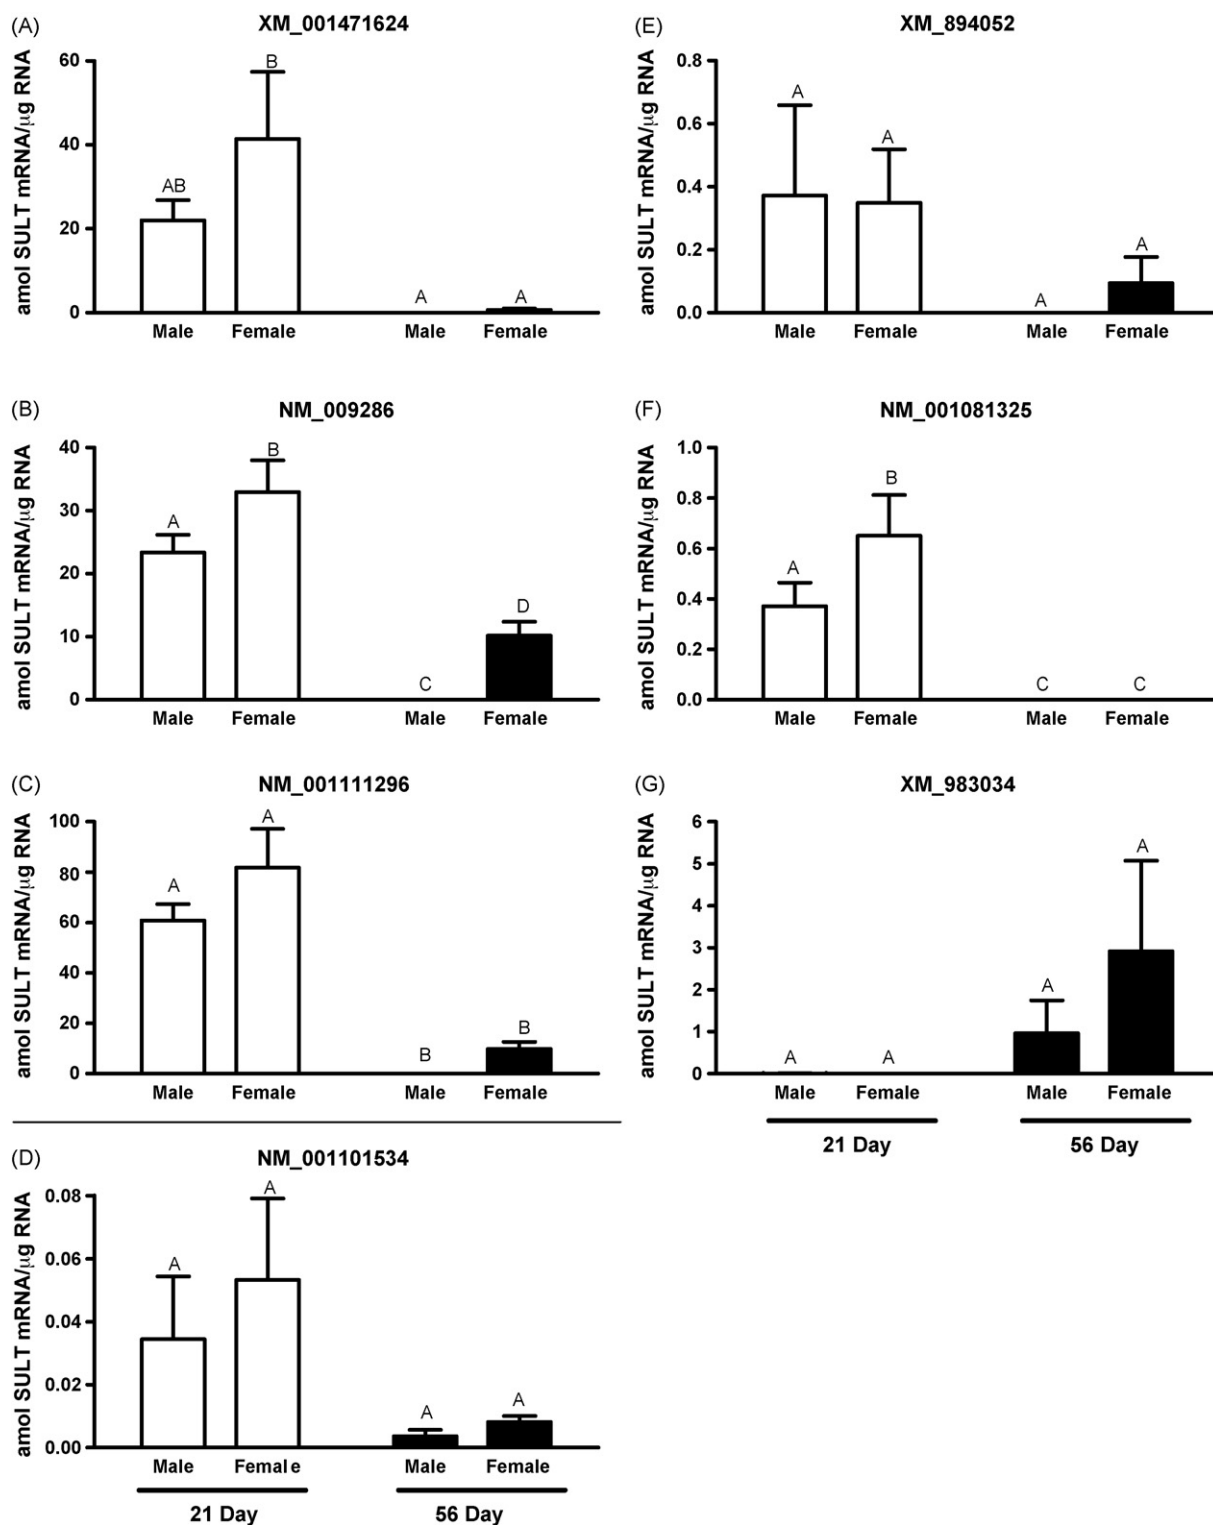 (A) XM_001471624
amol SULT mRNA/µg RNA
60
40
20
0
AB
B
A
A
Male Female Male Female
(B) NM_009286
amol SULT mRNA/µg RNA
40
30
20
10
0
A
B
C
D
Male Female Male Female
(C) NM_001111296
amol SULT mRNA/µg RNA
100
80
60
40
20
0
A
A
B
B
Male Female Male Female
(D) NM_001101534
amol SULT mRNA/µg RNA
0.08
0.06
0.04
0.02
0.00
A
A
A
A
Male Female Male Female
21 Day 56 Day
(E) XM_894052
amol SULT mRNA/µg RNA
0.8
0.6
0.4
0.2
0.0
A
A
A
A
Male Female Male Female
(F) NM_001081325
amol SULT mRNA/µg RNA
1.0
0.8
0.6
0.4
0.2
0.0
A
B
C
C
Male Female Male Female
(G) XM_983034
amol SULT mRNA/µg RNA
6
5
4
3
2
1
0
A
A
A
A
Male Female Male Female
21 Day 56 Day